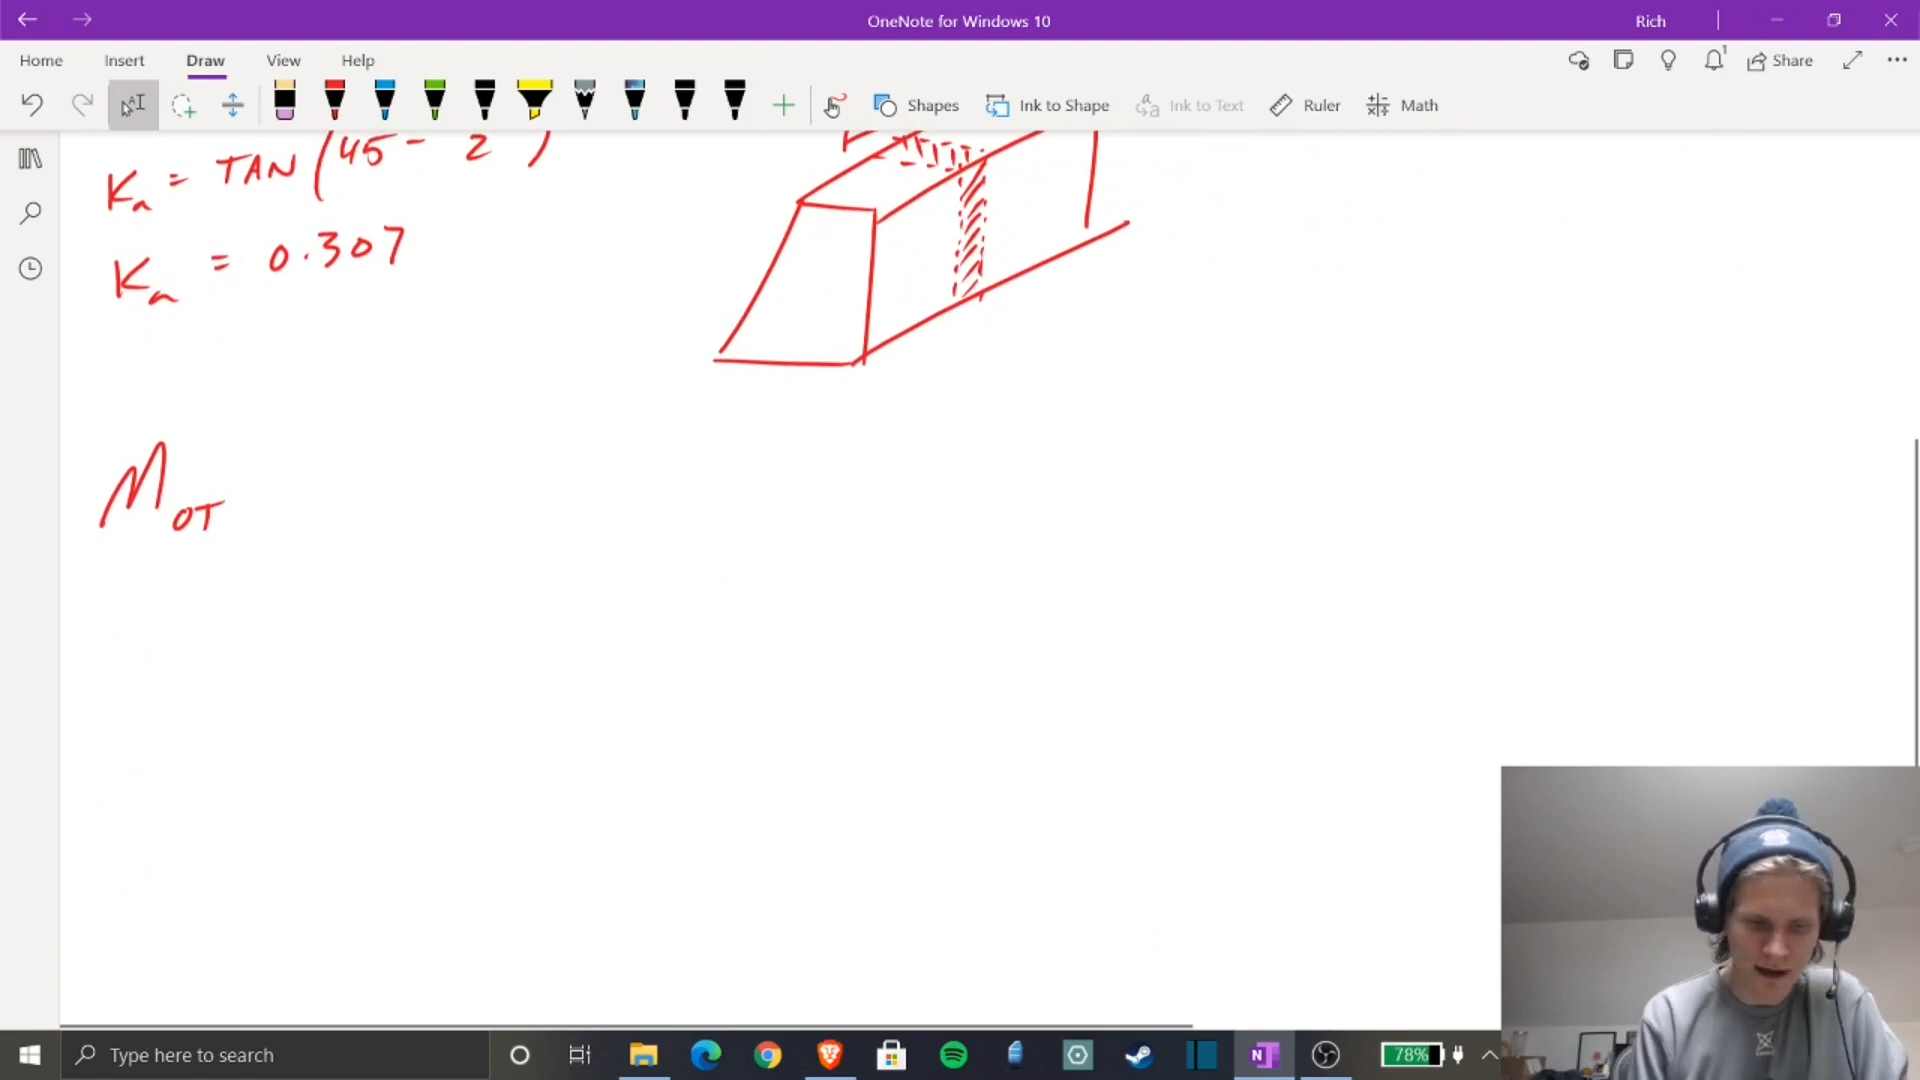 OneNote for Windows 10
Rich
Home Insert Draw View Help
1
Share
Shapes Ink to Shape Ink to Text Ruler Math
Ka = TAN (45 - 2 )
Ka = 0.307
MOT
Type here to search
78%